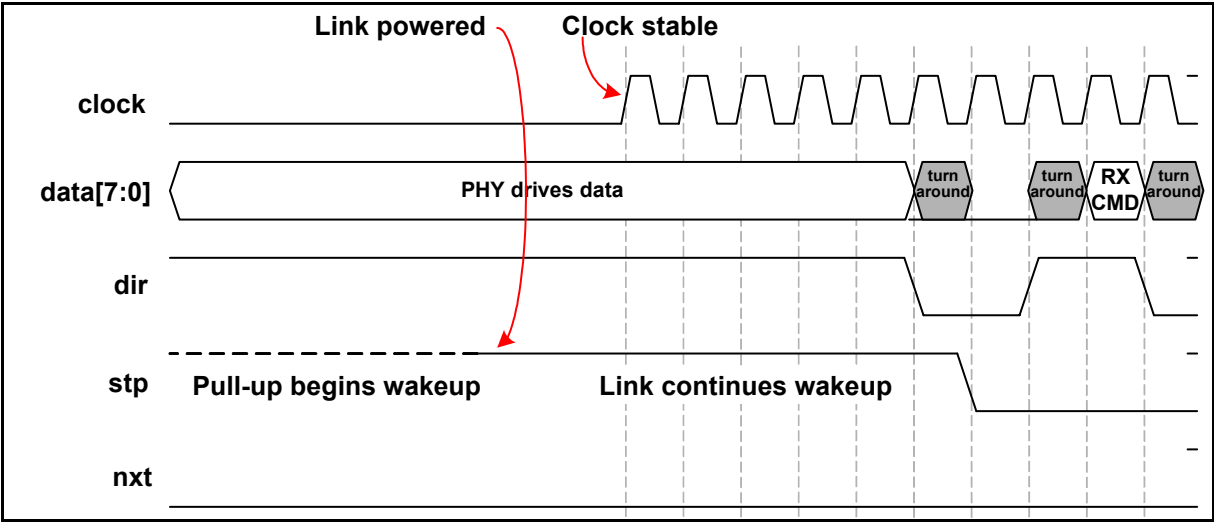 Link powered
Clock stable
clock
data[7:0]
PHY drives data
turn
around
turn
around
RX
CMD
turn
around
dir
stp
Pull-up begins wakeup
Link continues wakeup
nxt